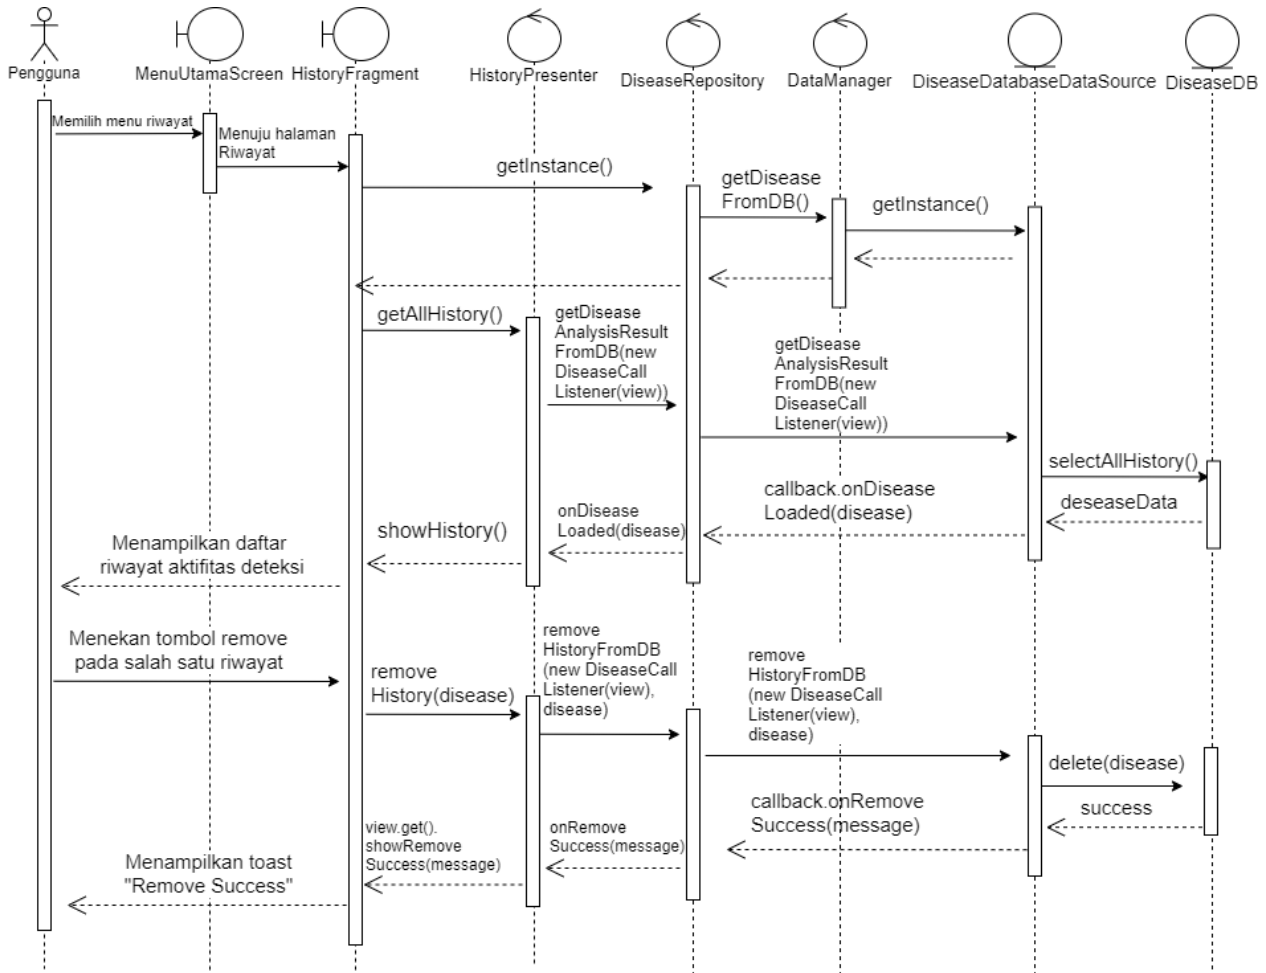 Pengguna
MenuUtamaScreen
HistoryFragment
HistoryPresenter
DiseaseRepository
DataManager
DiseaseDatabaseDataSource
DiseaseDB
Memilih menu riwayat
Menuju halaman
Riwayat
getInstance()
getDisease
FromDB()
getInstance()
getAllHistory()
getDisease
AnalysisResult
FromDB(new
DiseaseCall
Listener(view))
getDisease
AnalysisResult
FromDB(new
DiseaseCall
Listener(view))
selectAllHistory()
deseaseData
callback.onDisease
Loaded(disease)
onDisease
Loaded(disease)
showHistory()
Menampilkan daftar
riwayat aktifitas deteksi
Menekan tombol remove
pada salah satu riwayat
remove
History(disease)
remove
HistoryFromDB
(new DiseaseCall
Listener(view),
disease)
remove
HistoryFromDB
(new DiseaseCall
Listener(view),
disease)
delete(disease)
success
callback.onRemove
Success(message)
onRemove
Success(message)
view.get().
showRemove
Success(message)
Menampilkan toast
"Remove Success"